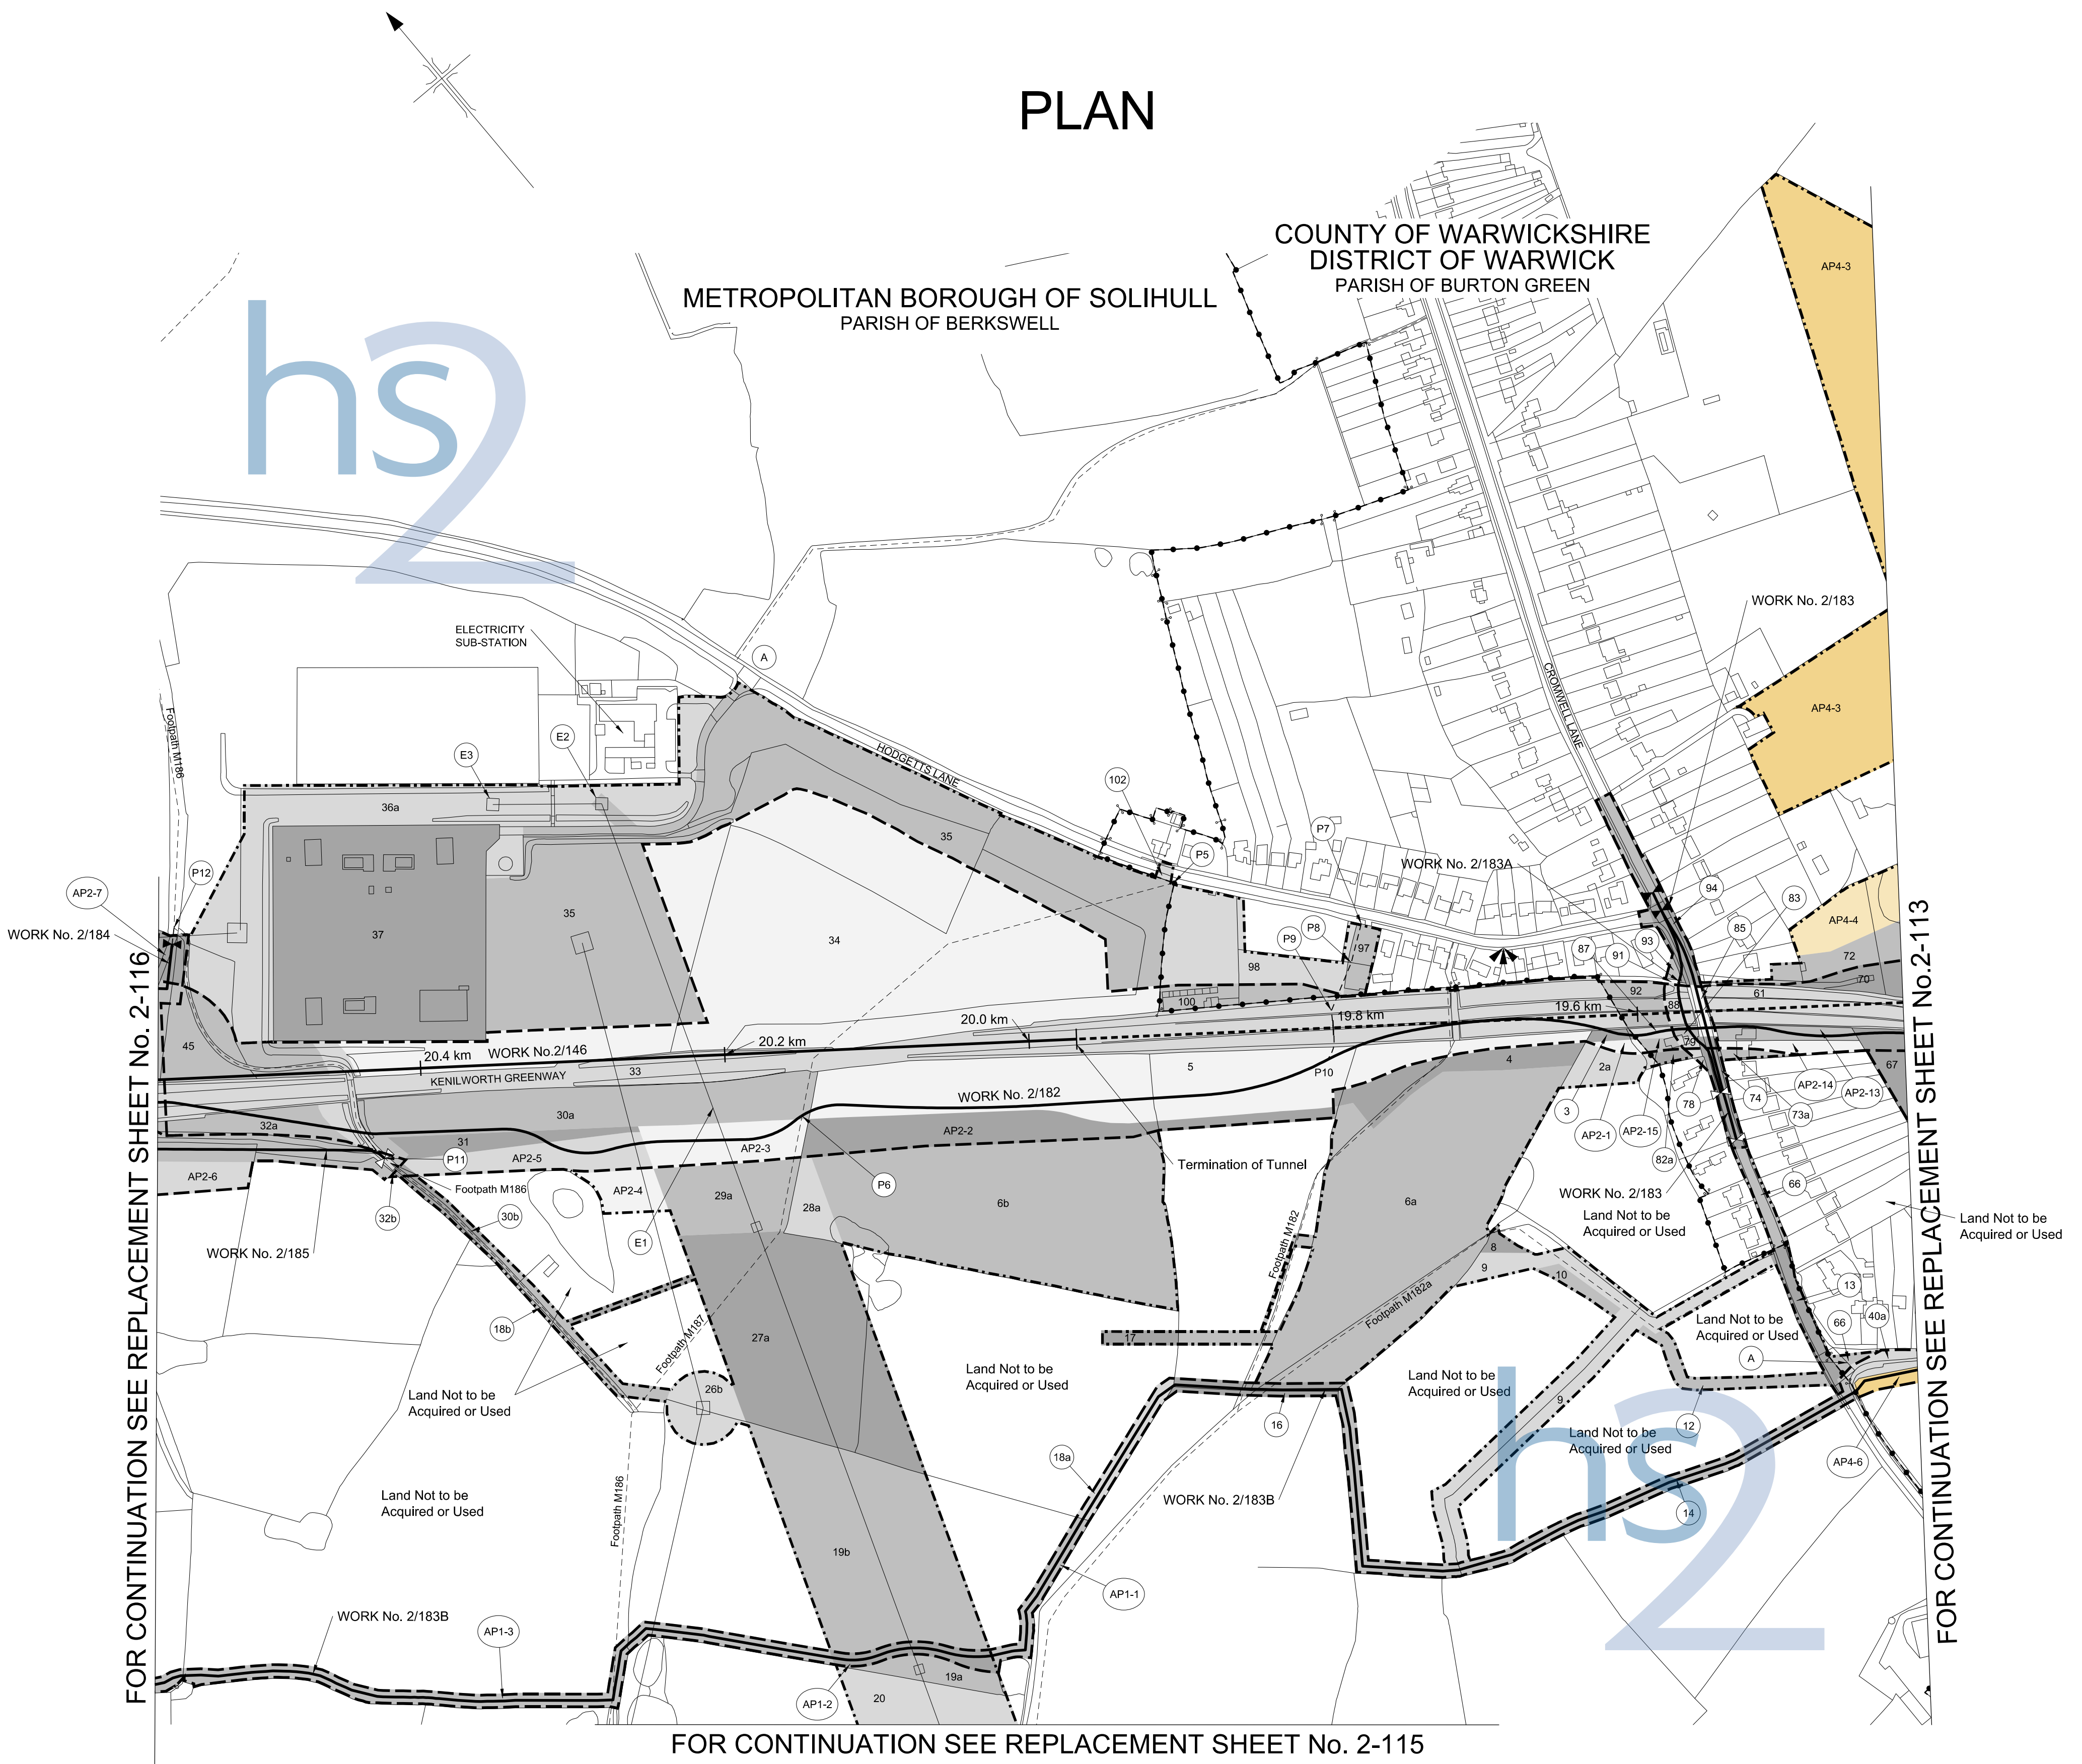 PLAN
COUNTY OF WARWICKSHIRE
DISTRICT OF WARWICK
PARISH OF BURTON GREEN
METROPOLITAN BOROUGH OF SOLIHULL
PARISH OF BERKSWELL
hs2
AP4-3
WORK No. 2/183
ELECTRICITY
SUB-STATION
A
CROMWELL LANE
AP4-3
Footpath M186
E3
E2
HODGETTS LANE
102
36a
35
P7
P5
WORK No. 2/183A
P12
AP2-7
94
83
WORK No. 2/184
37
35
34
AP4-4
85
P8
P9
97
87
93
91
98
72
70
100
92
61
88
45
20.4 km
WORK No.2/146
20.2 km
20.0 km
19.8 km
19.6 km
79
KENILWORTH GREENWAY
33
5
P10
4
2a
67
WORK No. 2/182
AP2-14
AP2-13
32a
30a
31
P11
AP2-5
AP2-3
AP2-2
3
AP2-1
AP2-15
78
74
73a
82a
AP2-6
Termination of Tunnel
Footpath M186
AP2-4
P6
29a
28a
6b
6a
66
WORK No. 2/183
32b
30b
E1
Land Not to be
Acquired or Used
Land Not to be
Acquired or Used
WORK No. 2/185
Footpath M182
8
9
10
13
18b
Footpath M187
27a
17
Footpath M182a
Land Not to be
Acquired or Used
66
40a
A
Land Not to be
Acquired or Used
Land Not to be
Acquired or Used
26b
Land Not to be
Acquired or Used
16
9
12
Land Not to be
Acquired or Used
18a
AP4-6
Land Not to be
Acquired or Used
Footpath M186
WORK No. 2/183B
14
hs2
19b
AP1-1
WORK No. 2/183B
AP1-3
19a
AP1-2
20
FOR CONTINUATION SEE REPLACEMENT SHEET No. 2-116
FOR CONTINUATION SEE REPLACEMENT SHEET No.2-113
FOR CONTINUATION SEE REPLACEMENT SHEET No. 2-115